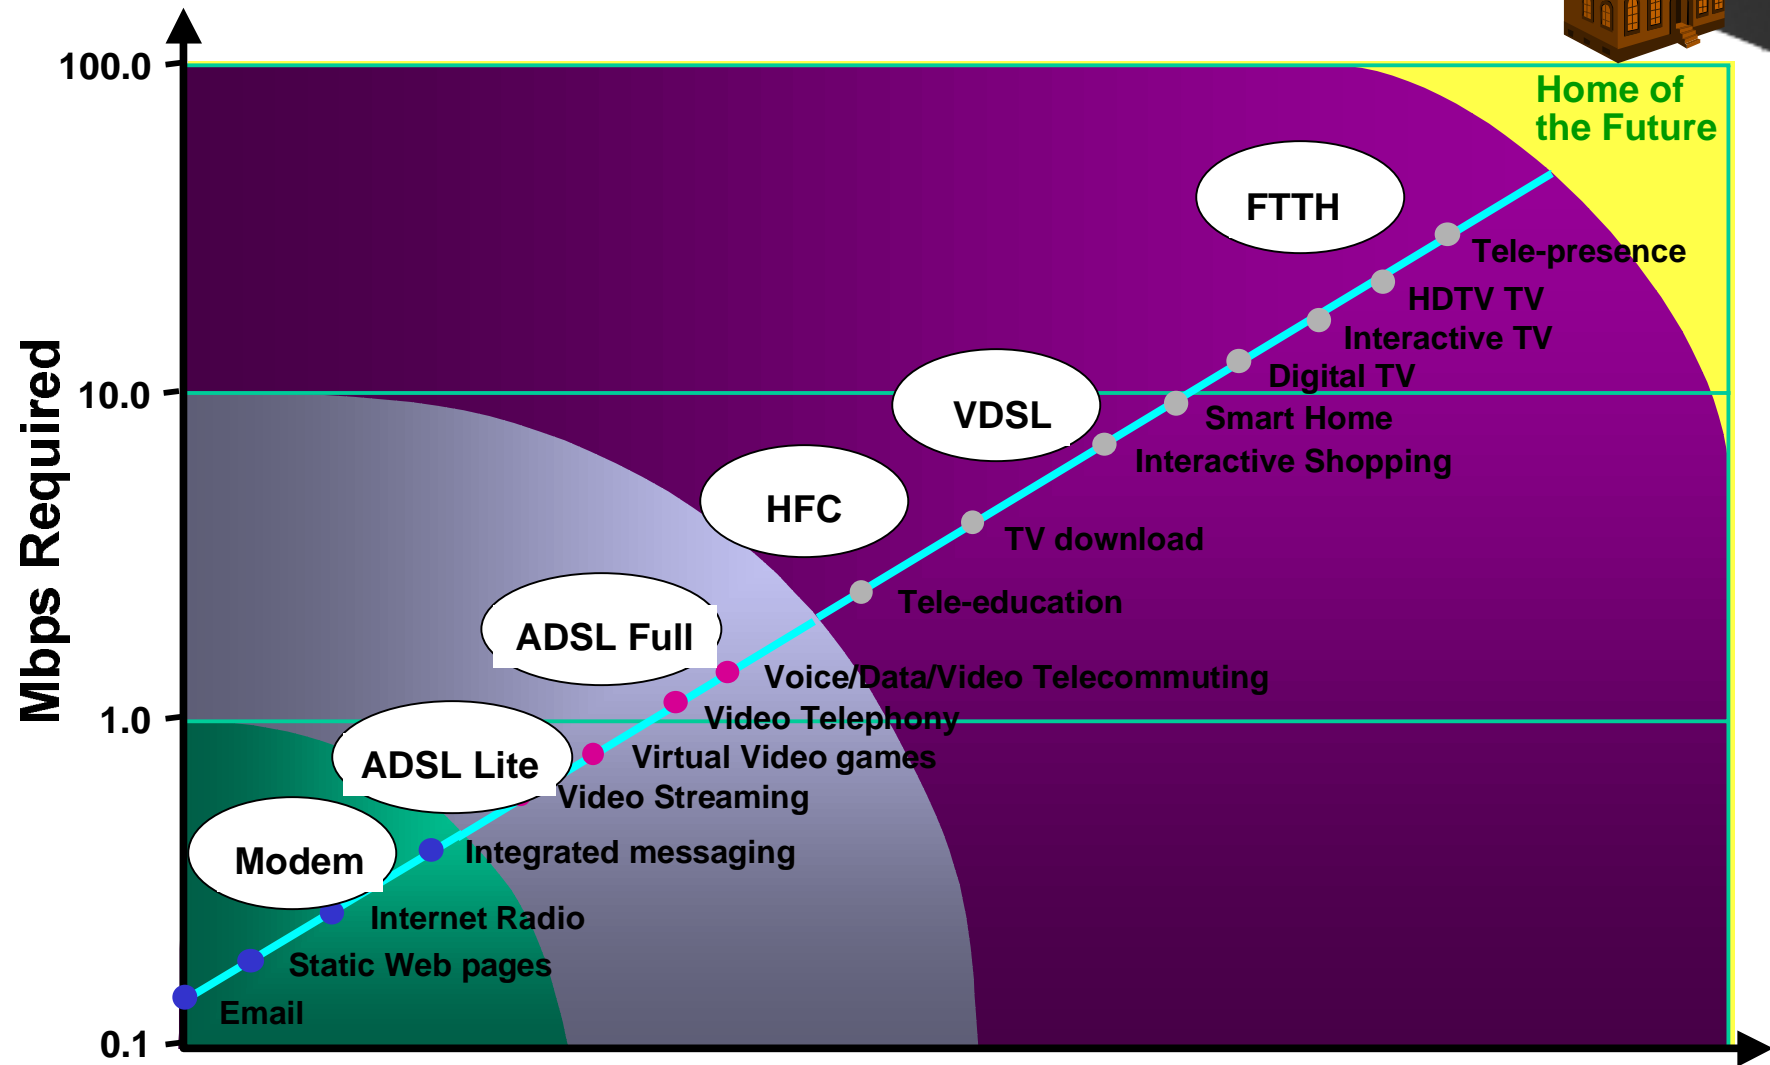 100.0
Home of
the Future
FTTH
Tele-presence
HDTV TV
Interactive TV
Digital TV
10.0
VDSL
Smart Home
Interactive Shopping
HFC
TV download
Tele-education
Mbps Required
ADSL Full
Voice/Data/Video Telecommuting
1.0
Video Telephony
ADSL Lite
Virtual Video games
Video Streaming
Modem
Integrated messaging
Internet Radio
Static Web pages
Email
0.1